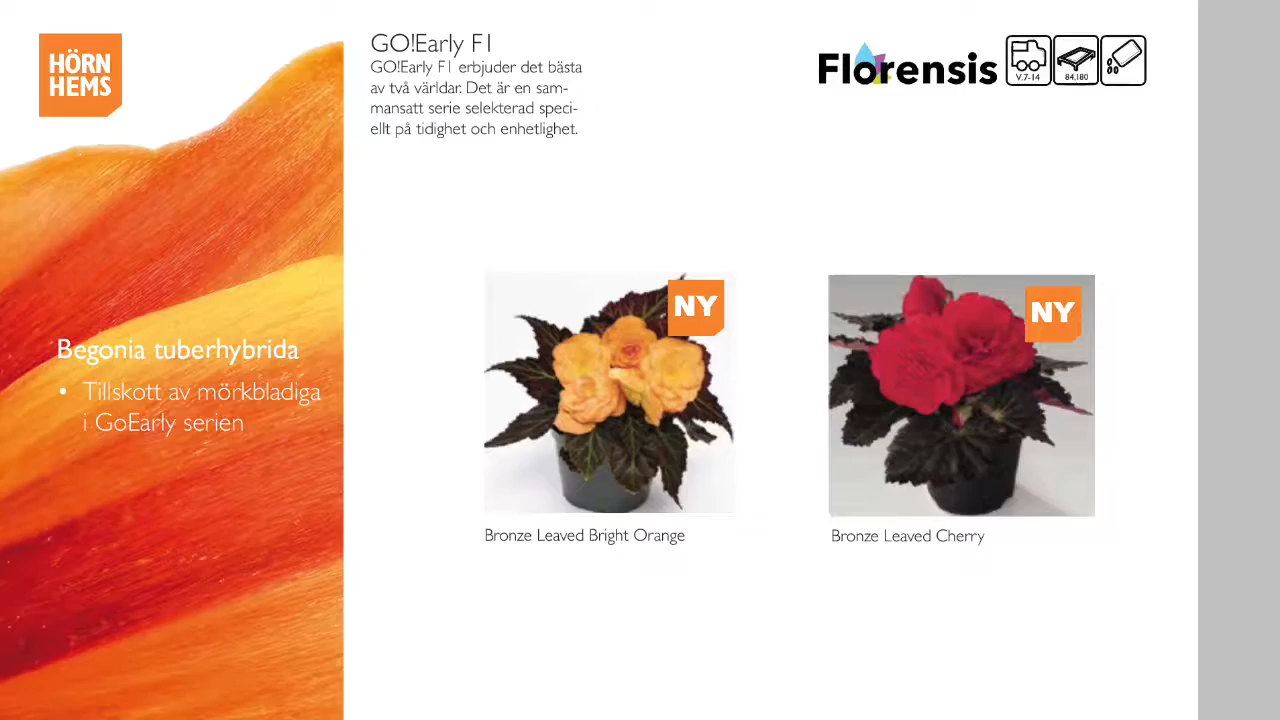 HÖRN
HEMS
GO!Early F1
GO!Early F1 erbjuder det bästa
av två världar. Det är en sam-
mansatt serie selekterad speci-
ellt på tidighet och enhetlighet.
Florensis
V.7-14
84,180
Begonia tuberhybrida
• Tillskott av mörkbladiga
i GoEarly serien
NY
NY
Bronze Leaved Bright Orange
Bronze Leaved Cherry